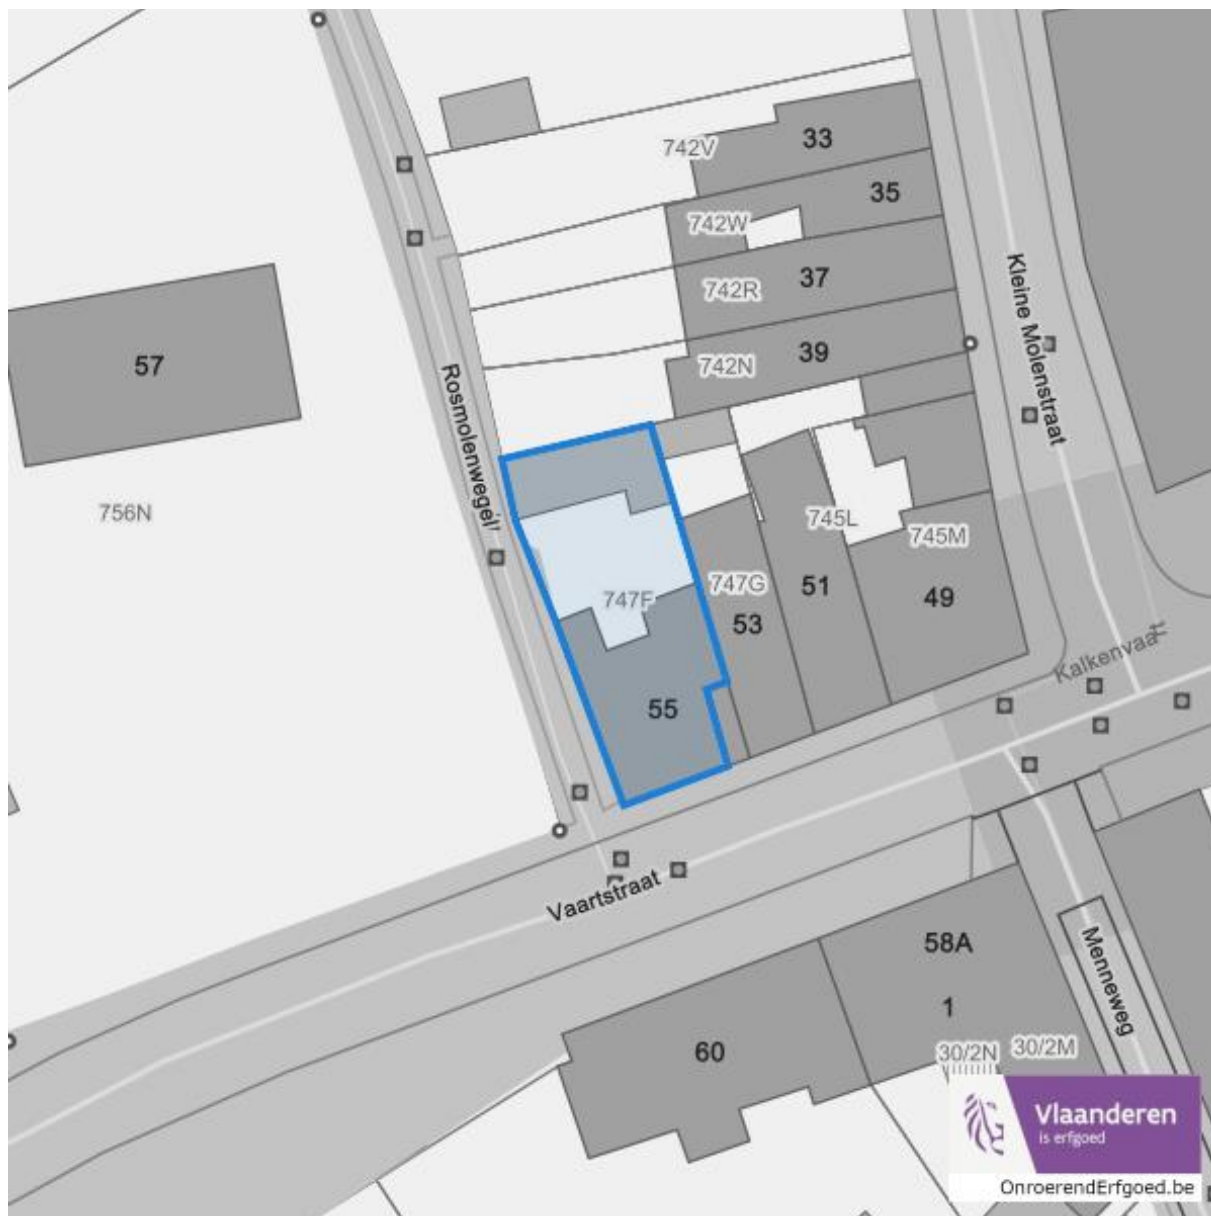 33
742V
35
742W
37
742R
Kleine Molenstraat
39
742N
57
Rosmolenwegel
756N
745L
745M
747F
747G
51
49
53
55
Kalkenvaart
Vaartstraat
58A
1
Menneweg
60
30/2N
30/2M
Vlaanderen
is erfgoed
OnroerendErfgoed.be